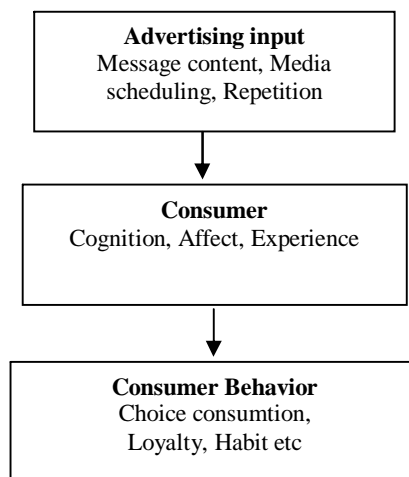 Advertising input
Message content, Media
scheduling, Repetition
Consumer
Cognition, Affect, Experience
Consumer Behavior
Choice consumtion,
Loyalty, Habit etc